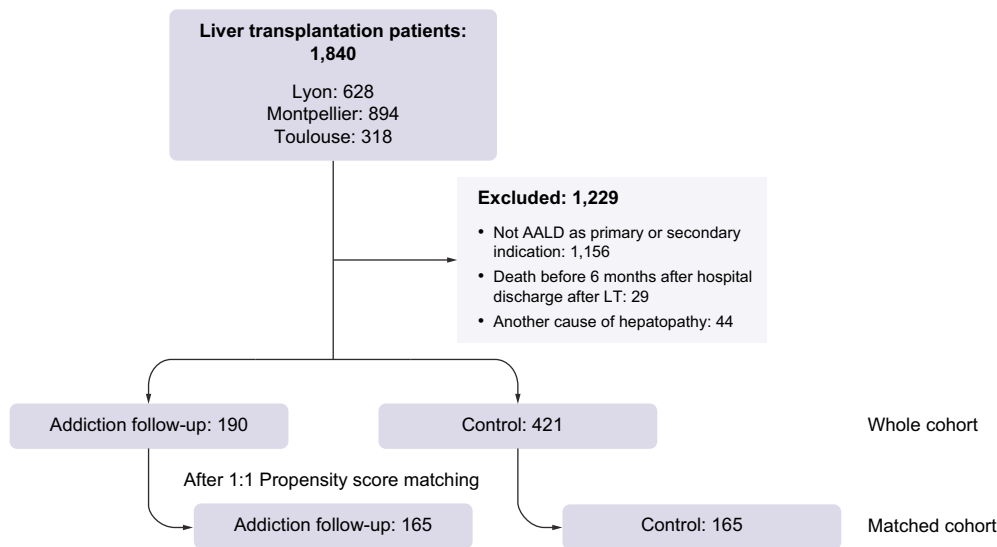 Liver transplantation patients:
1,840
Lyon: 628
Montpellier: 894
Toulouse: 318
Excluded: 1,229
• Not AALD as primary or secondary
indication: 1,156
• Death before 6 months after hospital
discharge after LT: 29
• Another cause of hepatopathy: 44
Addiction follow-up: 190
Control: 421
Whole cohort
After 1:1 Propensity score matching
Addiction follow-up: 165
Control: 165
Matched cohort